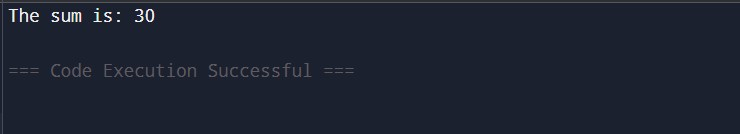 The sum is: 30
=== Code Execution Successful ===